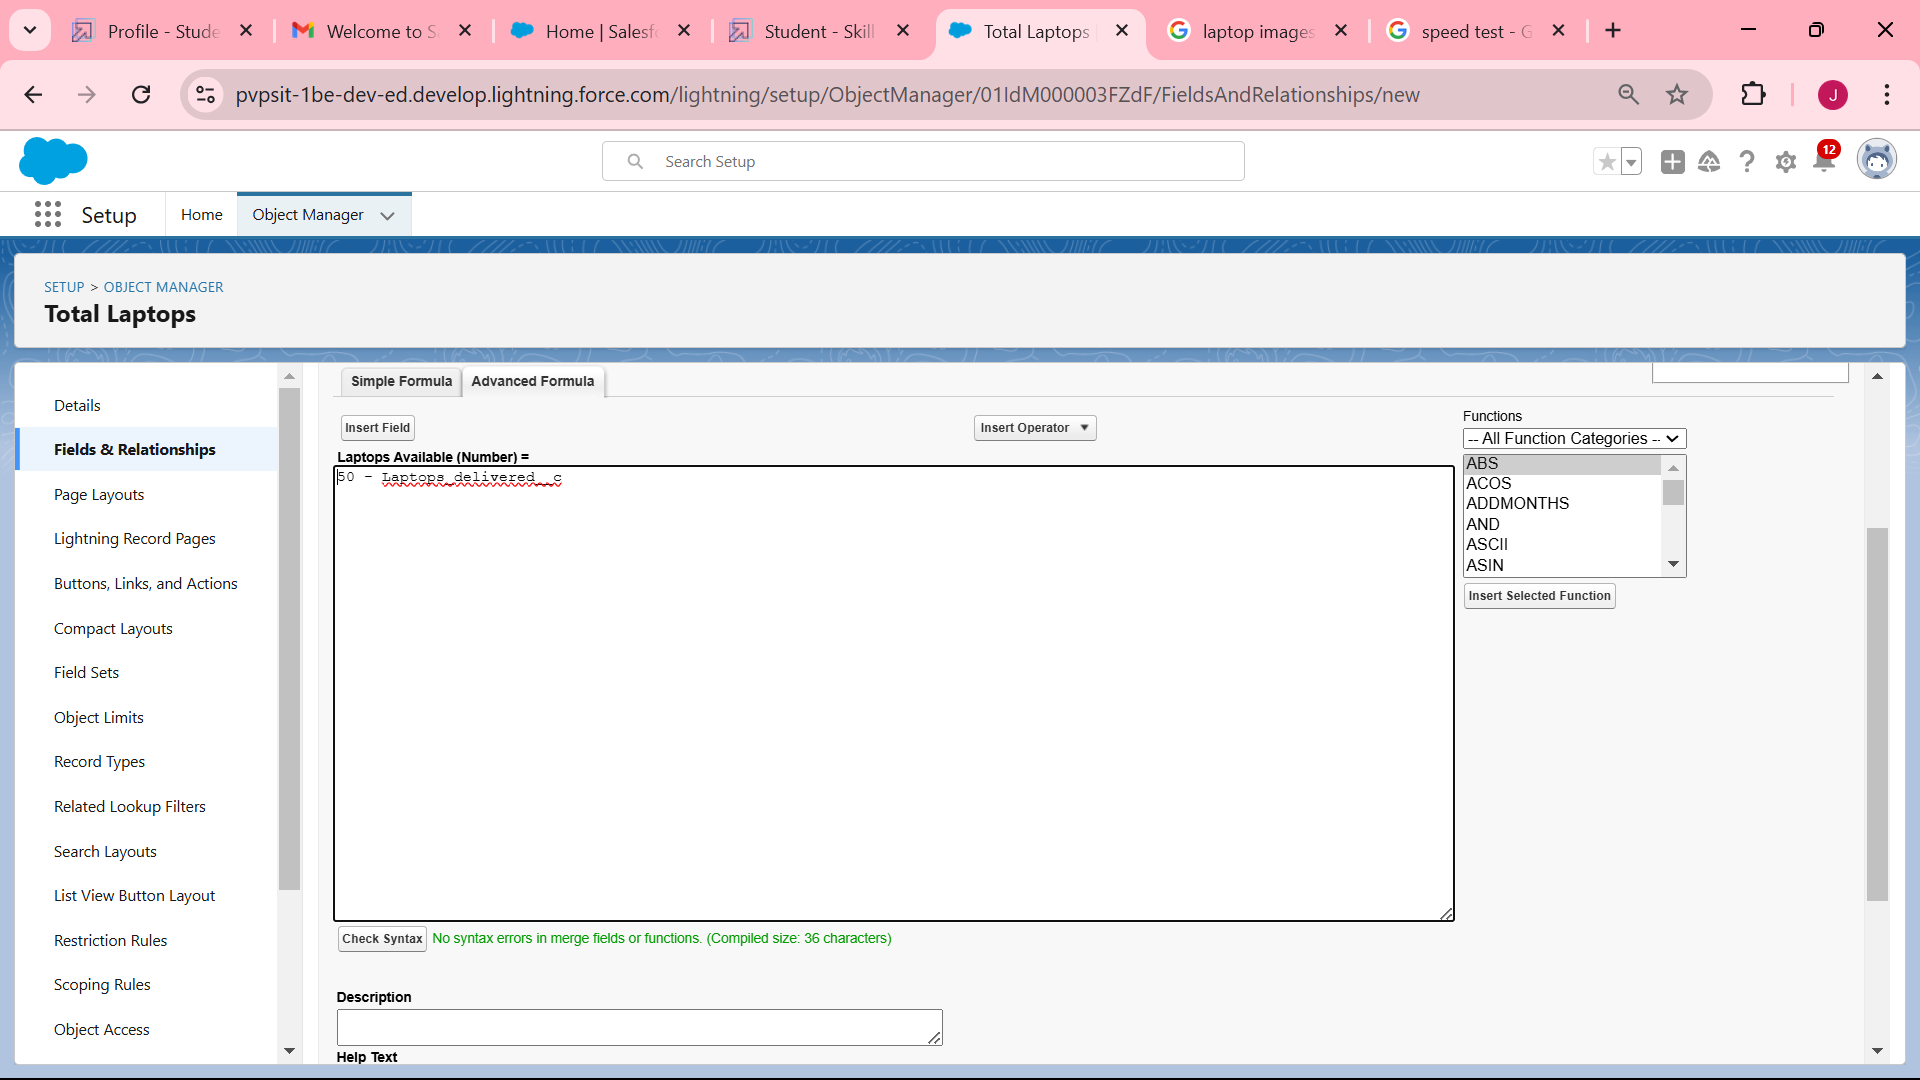 Profile - Stude
Welcome to S
Home | Salesfo
Student - Skill
Total Laptops
laptop images
speed test - G
pvpsit-1be-dev-ed.develop.lightning.force.com/lightning/setup/ObjectManager/01IdM000003FZdF/FieldsAndRelationships/new
J
Search Setup
12
Setup
Home
Object Manager
SETUP > OBJECT MANAGER
Total Laptops
Details
Fields & Relationships
Page Layouts
Lightning Record Pages
Buttons, Links, and Actions
Compact Layouts
Field Sets
Object Limits
Record Types
Related Lookup Filters
Search Layouts
List View Button Layout
Restriction Rules
Scoping Rules
Object Access
Simple Formula
Advanced Formula
Insert Field
Insert Operator
Laptops Available (Number) =
50 - Laptops_delivered__c
Functions
-- All Function Categories --
ABS
ACOS
ADDMONTHS
AND
ASCII
ASIN
Insert Selected Function
Check Syntax
No syntax errors in merge fields or functions. (Compiled size: 36 characters)
Description
Help Text